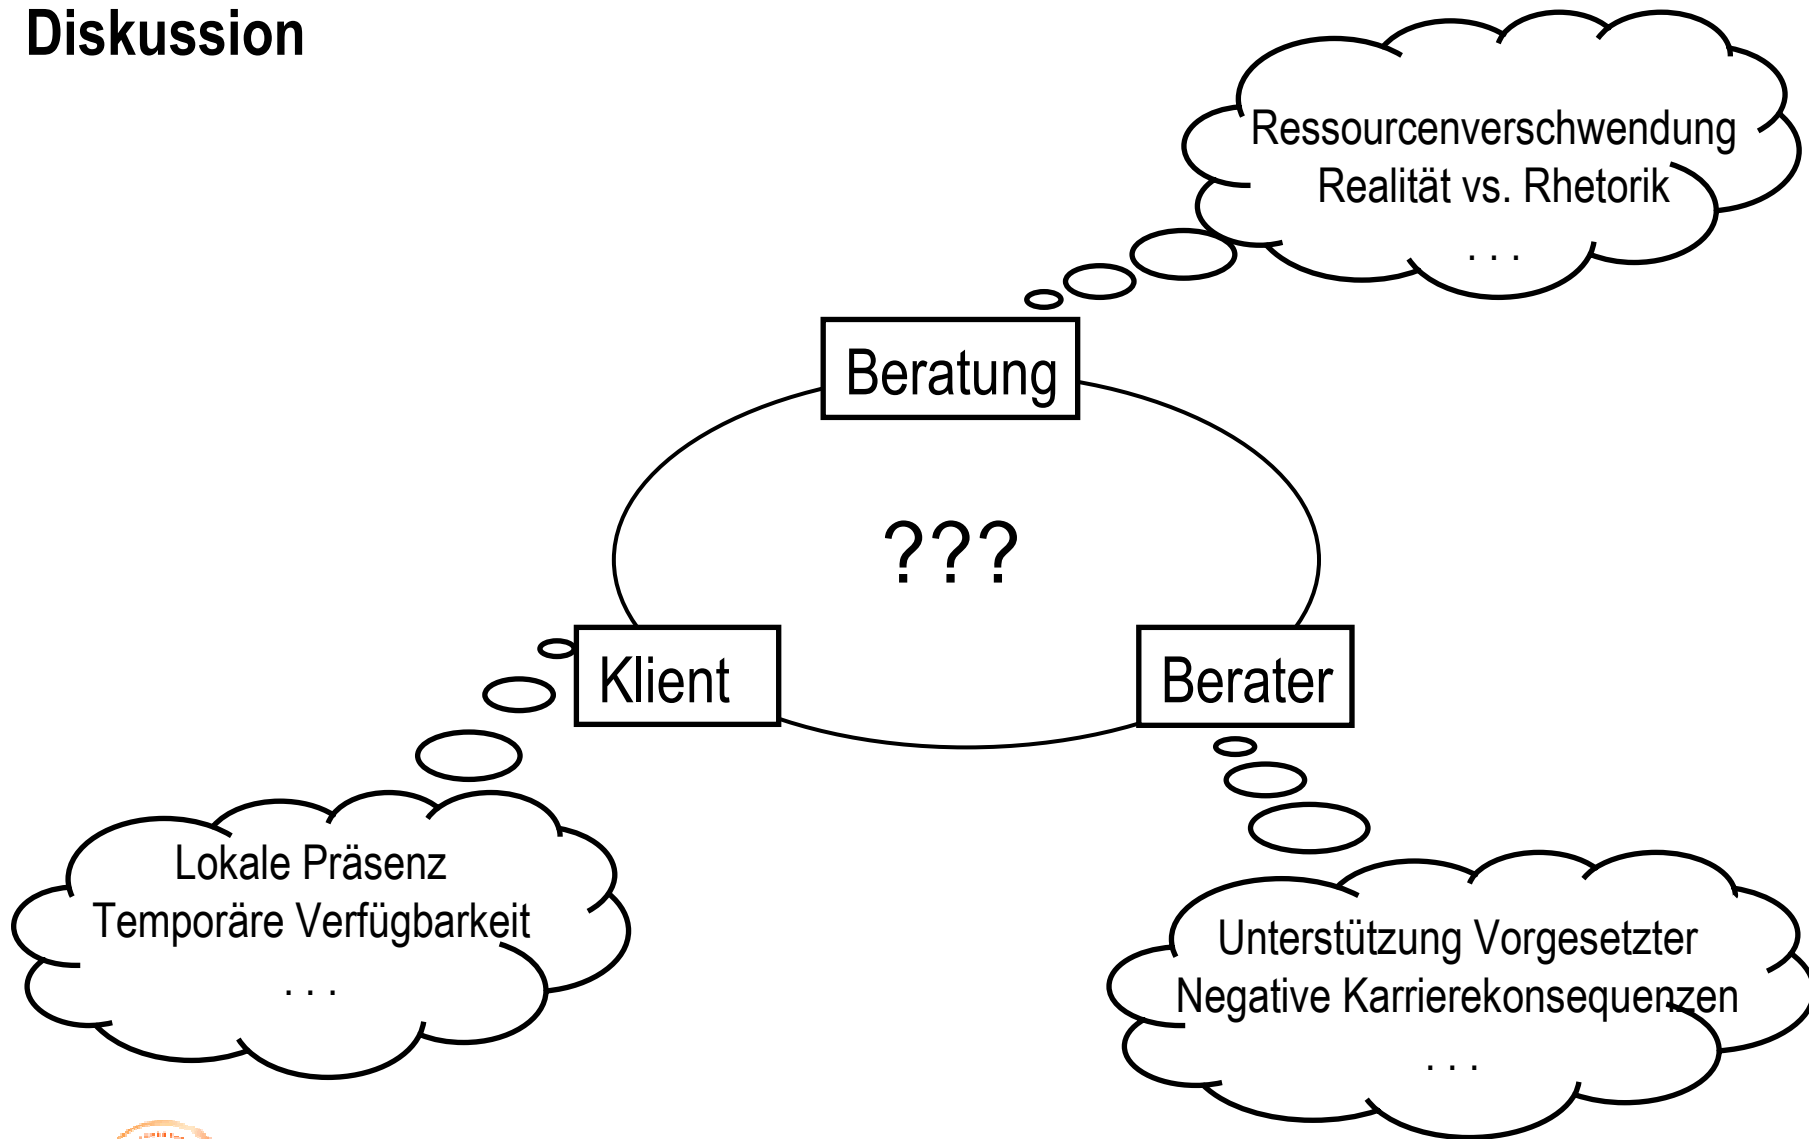 Diskussion
Ressourcenverschwendung
Realität vs. Rhetorik
. . .
Beratung
???
Klient
Berater
Lokale Präsenz
Temporäre Verfügbarkeit
. . .
Unterstützung Vorgesetzter
Negative Karrierekonsequenzen
. . .